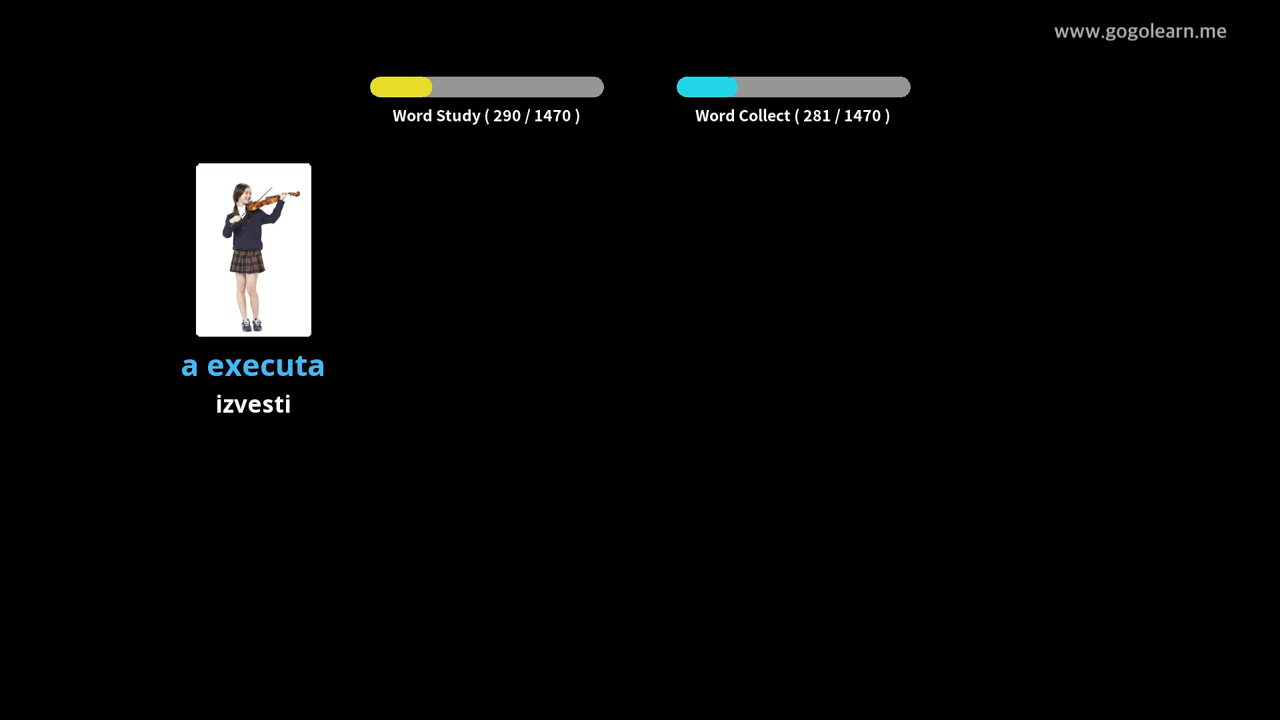 www.gogolearn.me
Word Study ( 290 / 1470 )
Word Collect ( 281 / 1470 )
a executa
izvesti